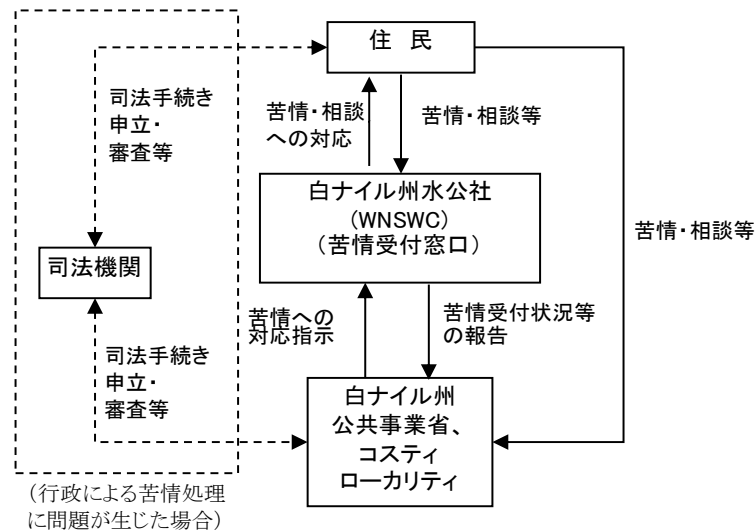 住　民
司法手続き
申立・
審査等
苦情・相談
への対応
苦情・相談等
白ナイル州水公社
(WNSWC)
(苦情受付窓口)
苦情・相談等
司法機関
苦情への
対応指示
苦情受付状況等
の報告
司法手続き
申立・
審査等
白ナイル州
公共事業省、
コスティ
ローカリティ
（行政による苦情処理
に問題が生じた場合）